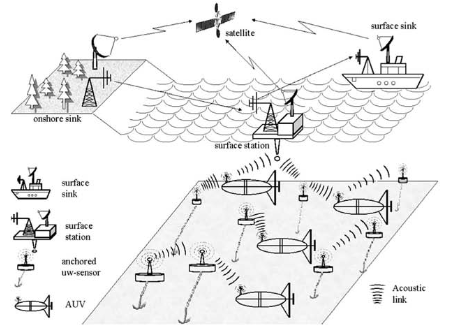 surface sink
satellite
onshore sink
surface station
surface
sink
surface
station
anchored
uw-sensor
AUV
Acoustic
link